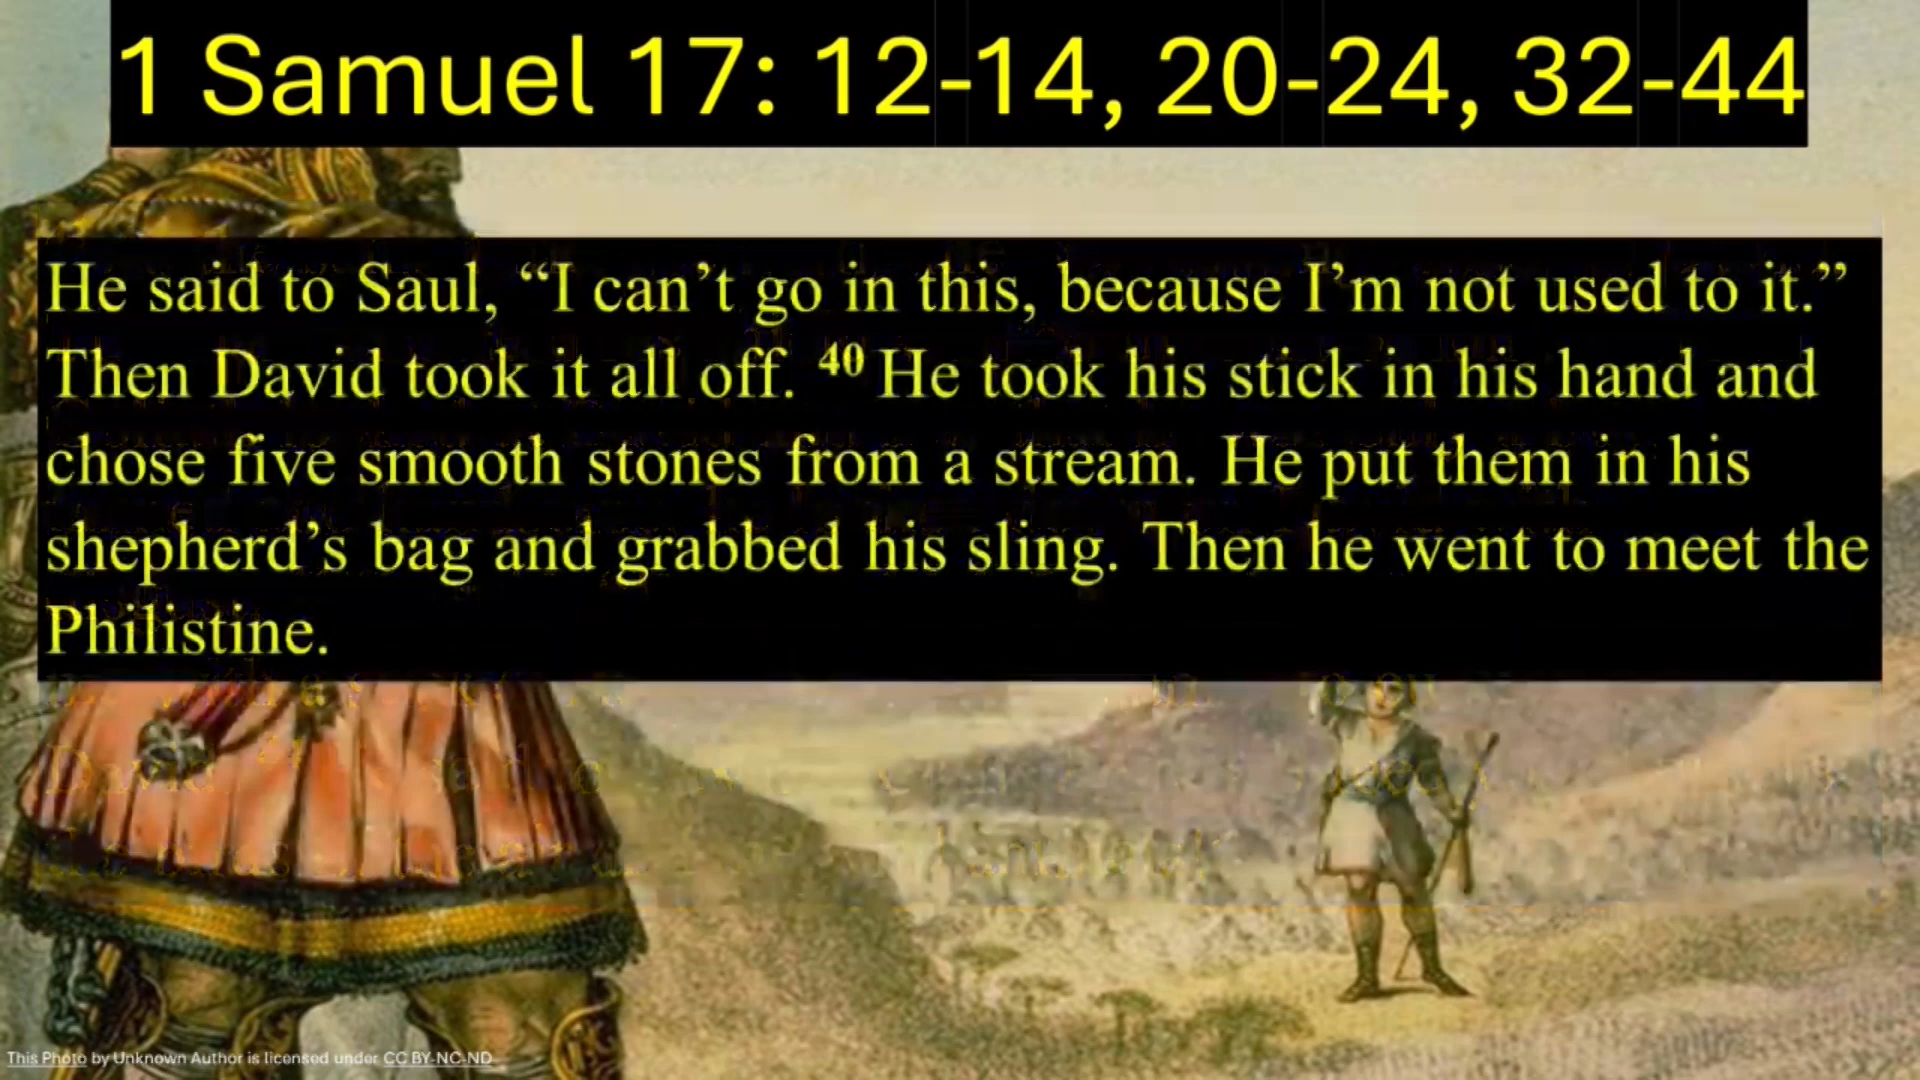 1 Samuel 17: 12-14, 20-24, 32-44
He said to Saul, “I can’t go in this, because I’m not used to it.”
Then David took it all off. 40 He took his stick in his hand and
chose five smooth stones from a stream. He put them in his
shepherd’s bag and grabbed his sling. Then he went to meet the
Philistine.
This Photo by Unknown Author is licensed under CC BY-NC-ND